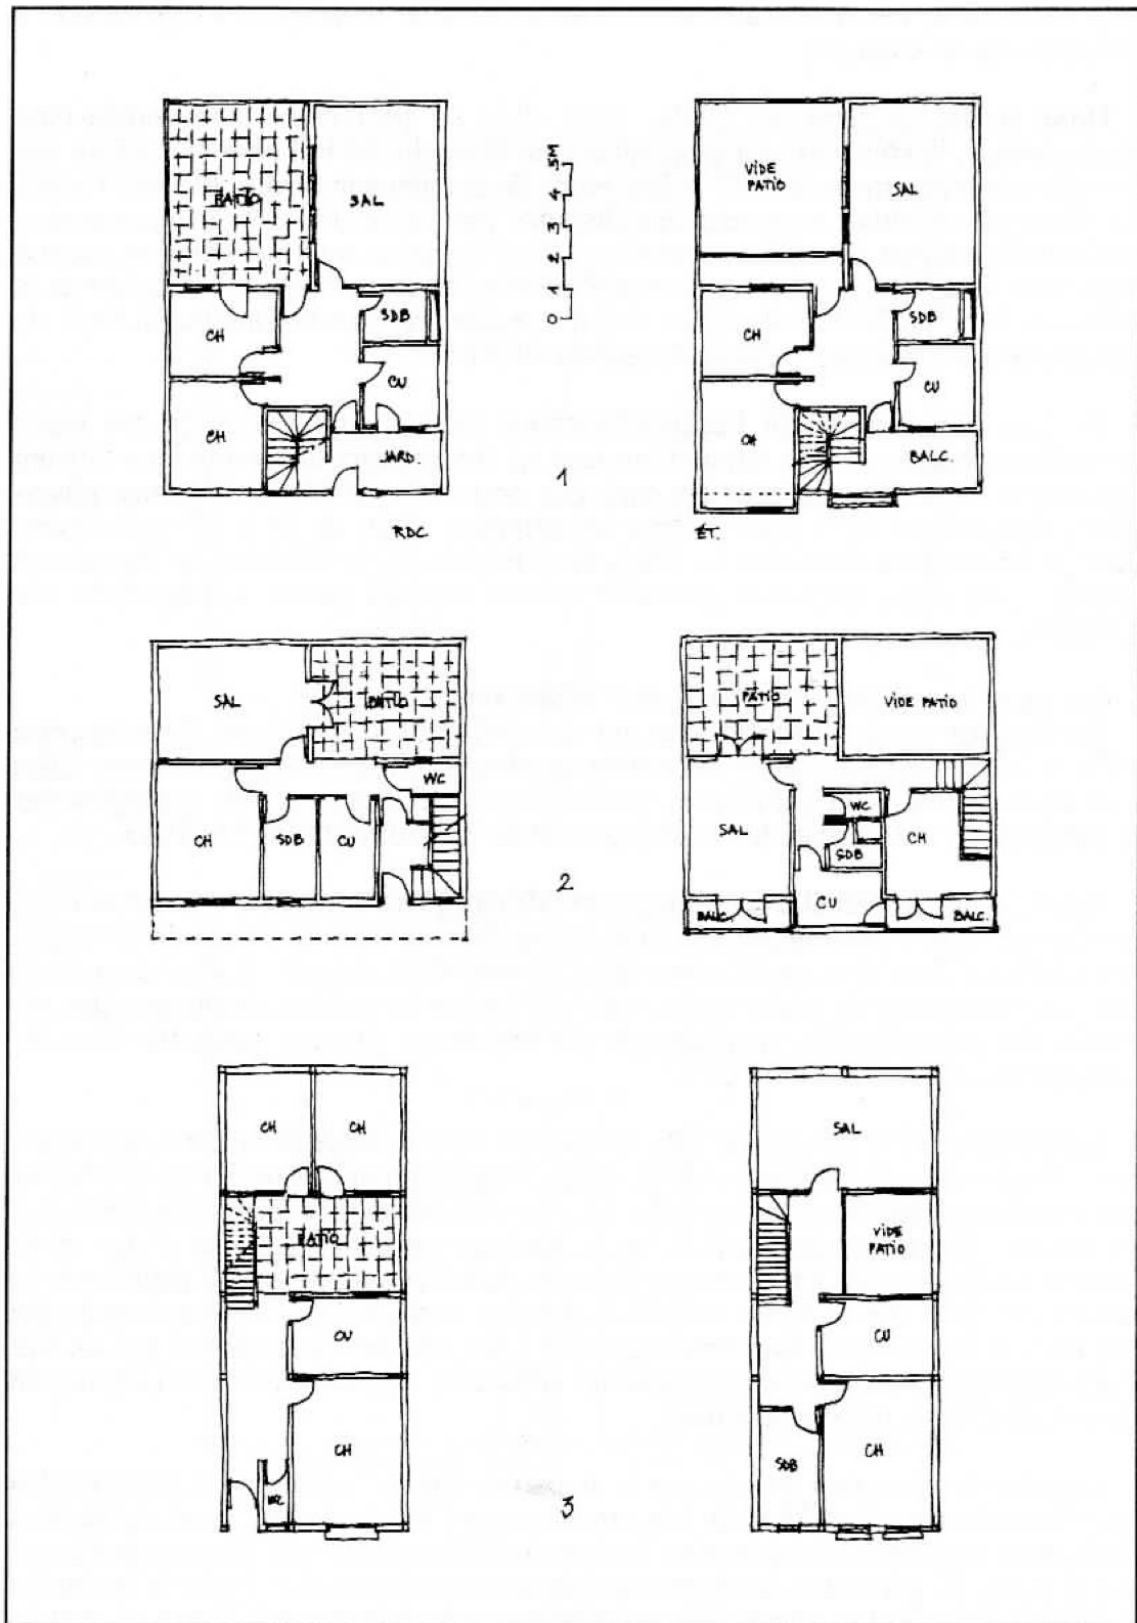 PATIO
SAL
CH
SDB
CU
CH
JARD.
RDC
0 1 2 3 4 5M
VIDE
PATIO
SAL
CH
SDB
CU
CH
BALC.
ET.
1
SAL
PATIO
WC
CH
SDB
CU
PATIO
VIDE PATIO
SAL
WC
SDB
CH
CU
BALC.
BALC.
2
CH
CH
PATIO
CU
CH
WC
SAL
VIDE
PATIO
CU
SDB
CH
3